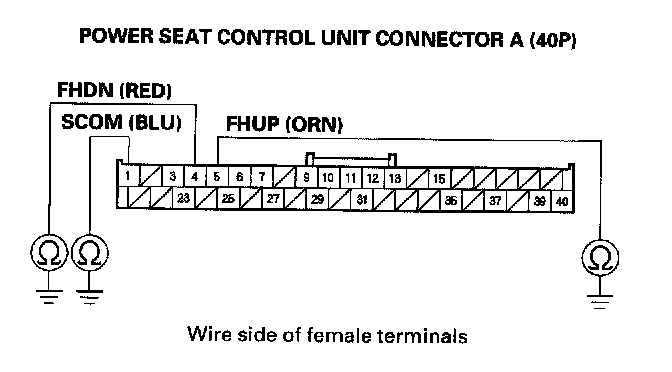 POWER SEAT CONTROL UNIT CONNECTOR A (40P)
FHDN (RED)
SCOM (BLU)
FHUP (ORN)
1 3 4 5 6 7 9 10 11 12 13 15
23 25 27 29 31 35 37 39 40
Ω Ω Ω
Wire side of female terminals